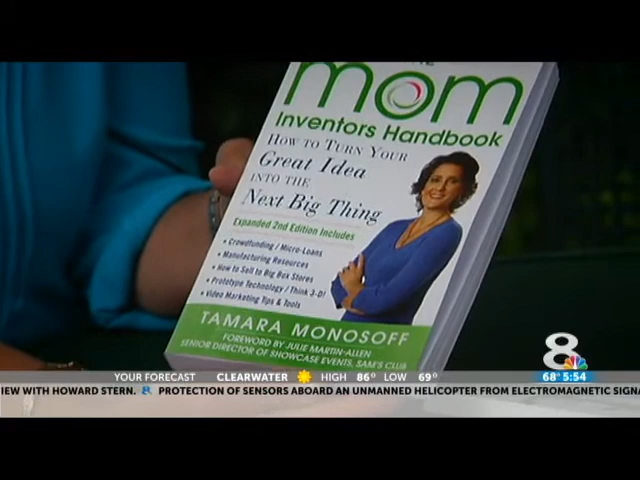 THE
mom
Inventors Handbook
HOW TO TURN YOUR
Great Idea
INTO THE
Next Big Thing
Expanded 2nd Edition Includes
• Crowdfunding / Micro-Loans
• Manufacturing Resources
• How to Sell to Big Box Stores
• Prototype Technology / Think 3-D!
• Video Marketing Tips & Tools
TAMARA MONOSOFF
FOREWORD BY JULIE MARTIN-ALLEN
SENIOR DIRECTOR OF SHOWCASE EVENTS, SAM'S CLUB
8
YOUR FORECAST CLEARWATER HIGH 86° LOW 69°
68° 5:54
IEW WITH HOWARD STERN. 8 PROTECTION OF SENSORS ABOARD AN UNMANNED HELICOPTER FROM ELECTROMAGNETIC SIGNA